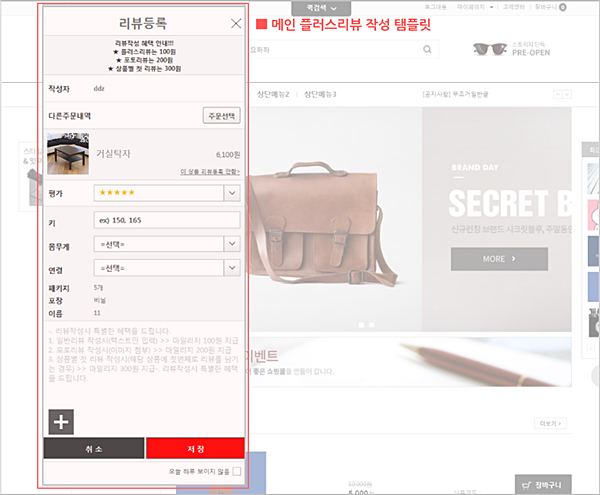 퀵검색
로그아웃
마이페이지
고객센터
장바구니 0
■ 메인 플러스리뷰 작성 탬플릿
리뷰등록
리뷰작성 혜택 안내!!!
★ 플러스리뷰는 100원
★ 포토리뷰는 200원
★ 상품별 첫 리뷰는 300원
작성자 ddz
다른주문내역 주문선택
거실탁자 6,100원
이 상품 리뷰등록 안함>
평가 ★★★★★
키 ex) 150, 165
몸무게 =선택=
연령 =선택=
패키지 5개
포장 비닐
이름 11
-. 리뷰작성시 특별한 혜택을 드립니다.
1. 일반리뷰 작성시(텍스트만 입력) >> 마일리지 100원 지급
2. 포토리뷰 작성시(이미지 첨부) >> 마일리지 200원 지급
3. 상품별 첫 리뷰 작성시(해당 상품에 첫번째로 리뷰를 남기
는 경우) >> 마일리지 300원 지급-. 리뷰작성시 특별한 혜택
을 드립니다.
취 소
저 장
오늘 하루 보이지 않음
스토리지 단독
PRE-OPEN
상단메뉴2
상단메뉴3
[공지사항] 무조거일반글
BRAND DAY
SECRET B
신규런칭 브랜드 시크릿블루, 주말동안
MORE
이벤트
좋은 쇼핑몰을 만들어 갑니다.
더보기
10,000원
상품코드
장바구니